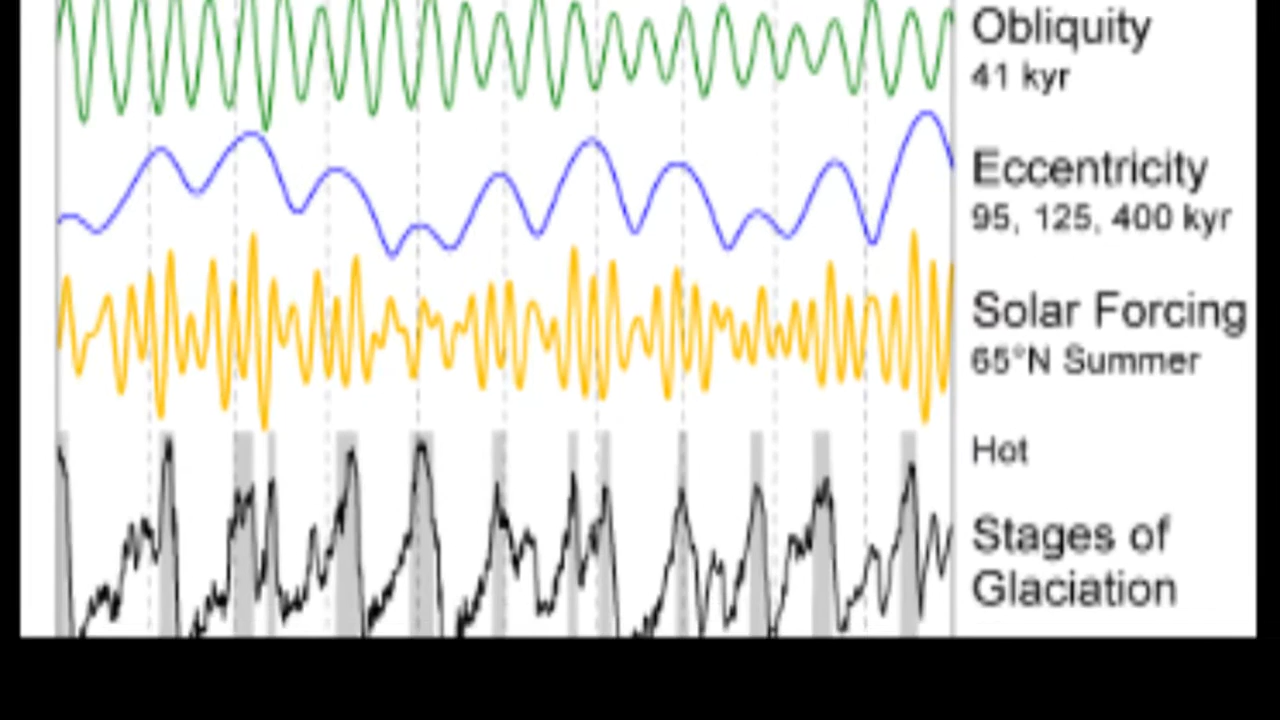 Obliquity
41 kyr
Eccentricity
95, 125, 400 kyr
Solar Forcing
65°N Summer
Hot
Stages of
Glaciation